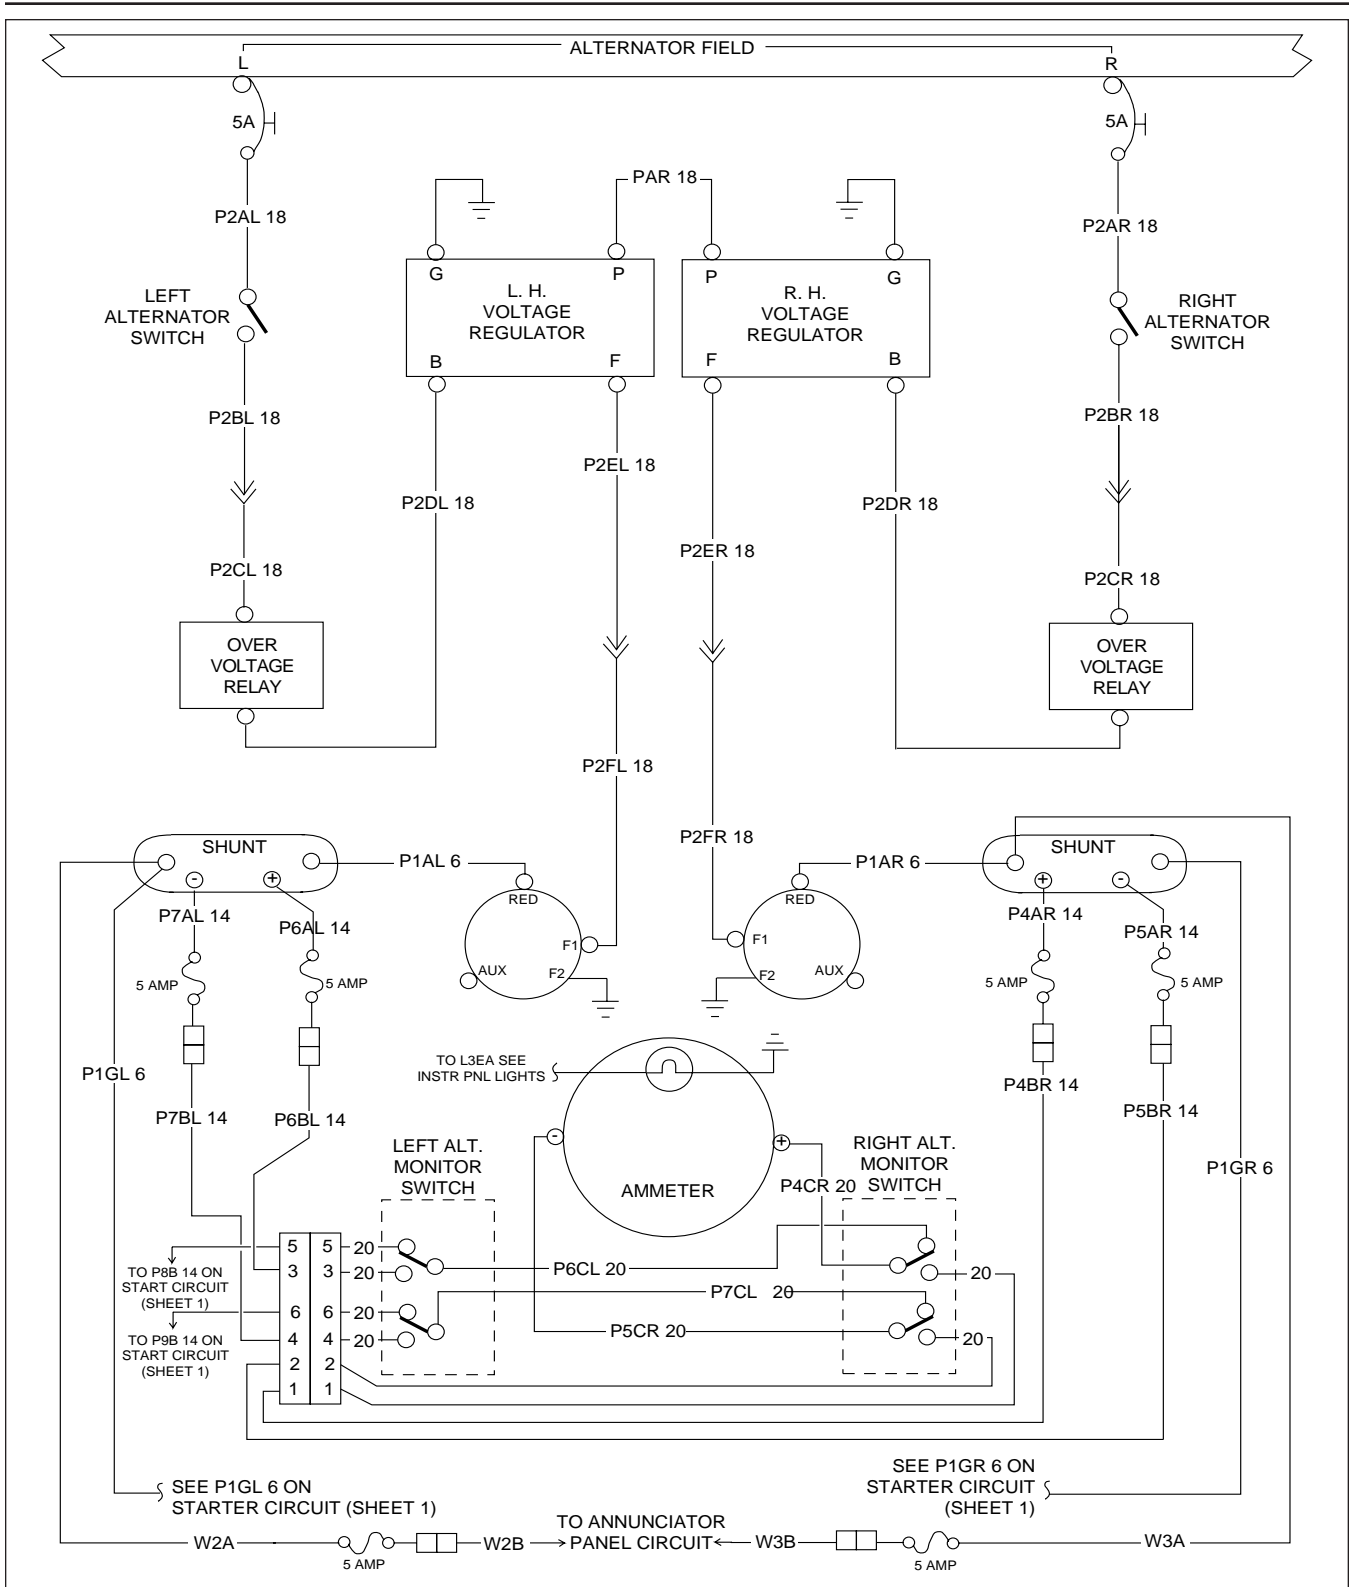 ALTERNATOR FIELD
L
R
5A
5A
PAR 18
P2AL 18
P2AR 18
G
P
P
G
LEFT
ALTERNATOR
SWITCH
L. H.
VOLTAGE
REGULATOR
R. H.
VOLTAGE
REGULATOR
RIGHT
ALTERNATOR
SWITCH
B
F
F
B
P2BL 18
P2BR 18
P2EL 18
P2DL 18
P2DR 18
P2ER 18
P2CL 18
P2CR 18
OVER
VOLTAGE
RELAY
OVER
VOLTAGE
RELAY
P2FL 18
P2FR 18
SHUNT
P1AL 6
P1AR 6
SHUNT
-
+
+
-
RED
RED
P7AL 14
P6AL 14
P4AR 14
P5AR 14
F1
F1
AUX
F2
F2
AUX
5 AMP
5 AMP
5 AMP
5 AMP
TO L3EA SEE
INSTR PNL LIGHTS
P1GL 6
P4BR 14
P7BL 14
P6BL 14
P5BR 14
-
+
LEFT ALT.
MONITOR
SWITCH
RIGHT ALT.
MONITOR
SWITCH
P1GR 6
AMMETER
P4CR 20
5
5
20
TO P8B 14 ON
START CIRCUIT
(SHEET 1)
3
3
20
P6CL 20
20
P7CL 20
6
6
20
TO P9B 14 ON
START CIRCUIT
(SHEET 1)
4
4
20
P5CR 20
20
2
2
1
1
SEE P1GL 6 ON
STARTER CIRCUIT (SHEET 1)
SEE P1GR 6 ON
STARTER CIRCUIT
(SHEET 1)
W2A
5 AMP
W2B
TO ANNUNCIATOR
PANEL CIRCUIT
W3B
5 AMP
W3A